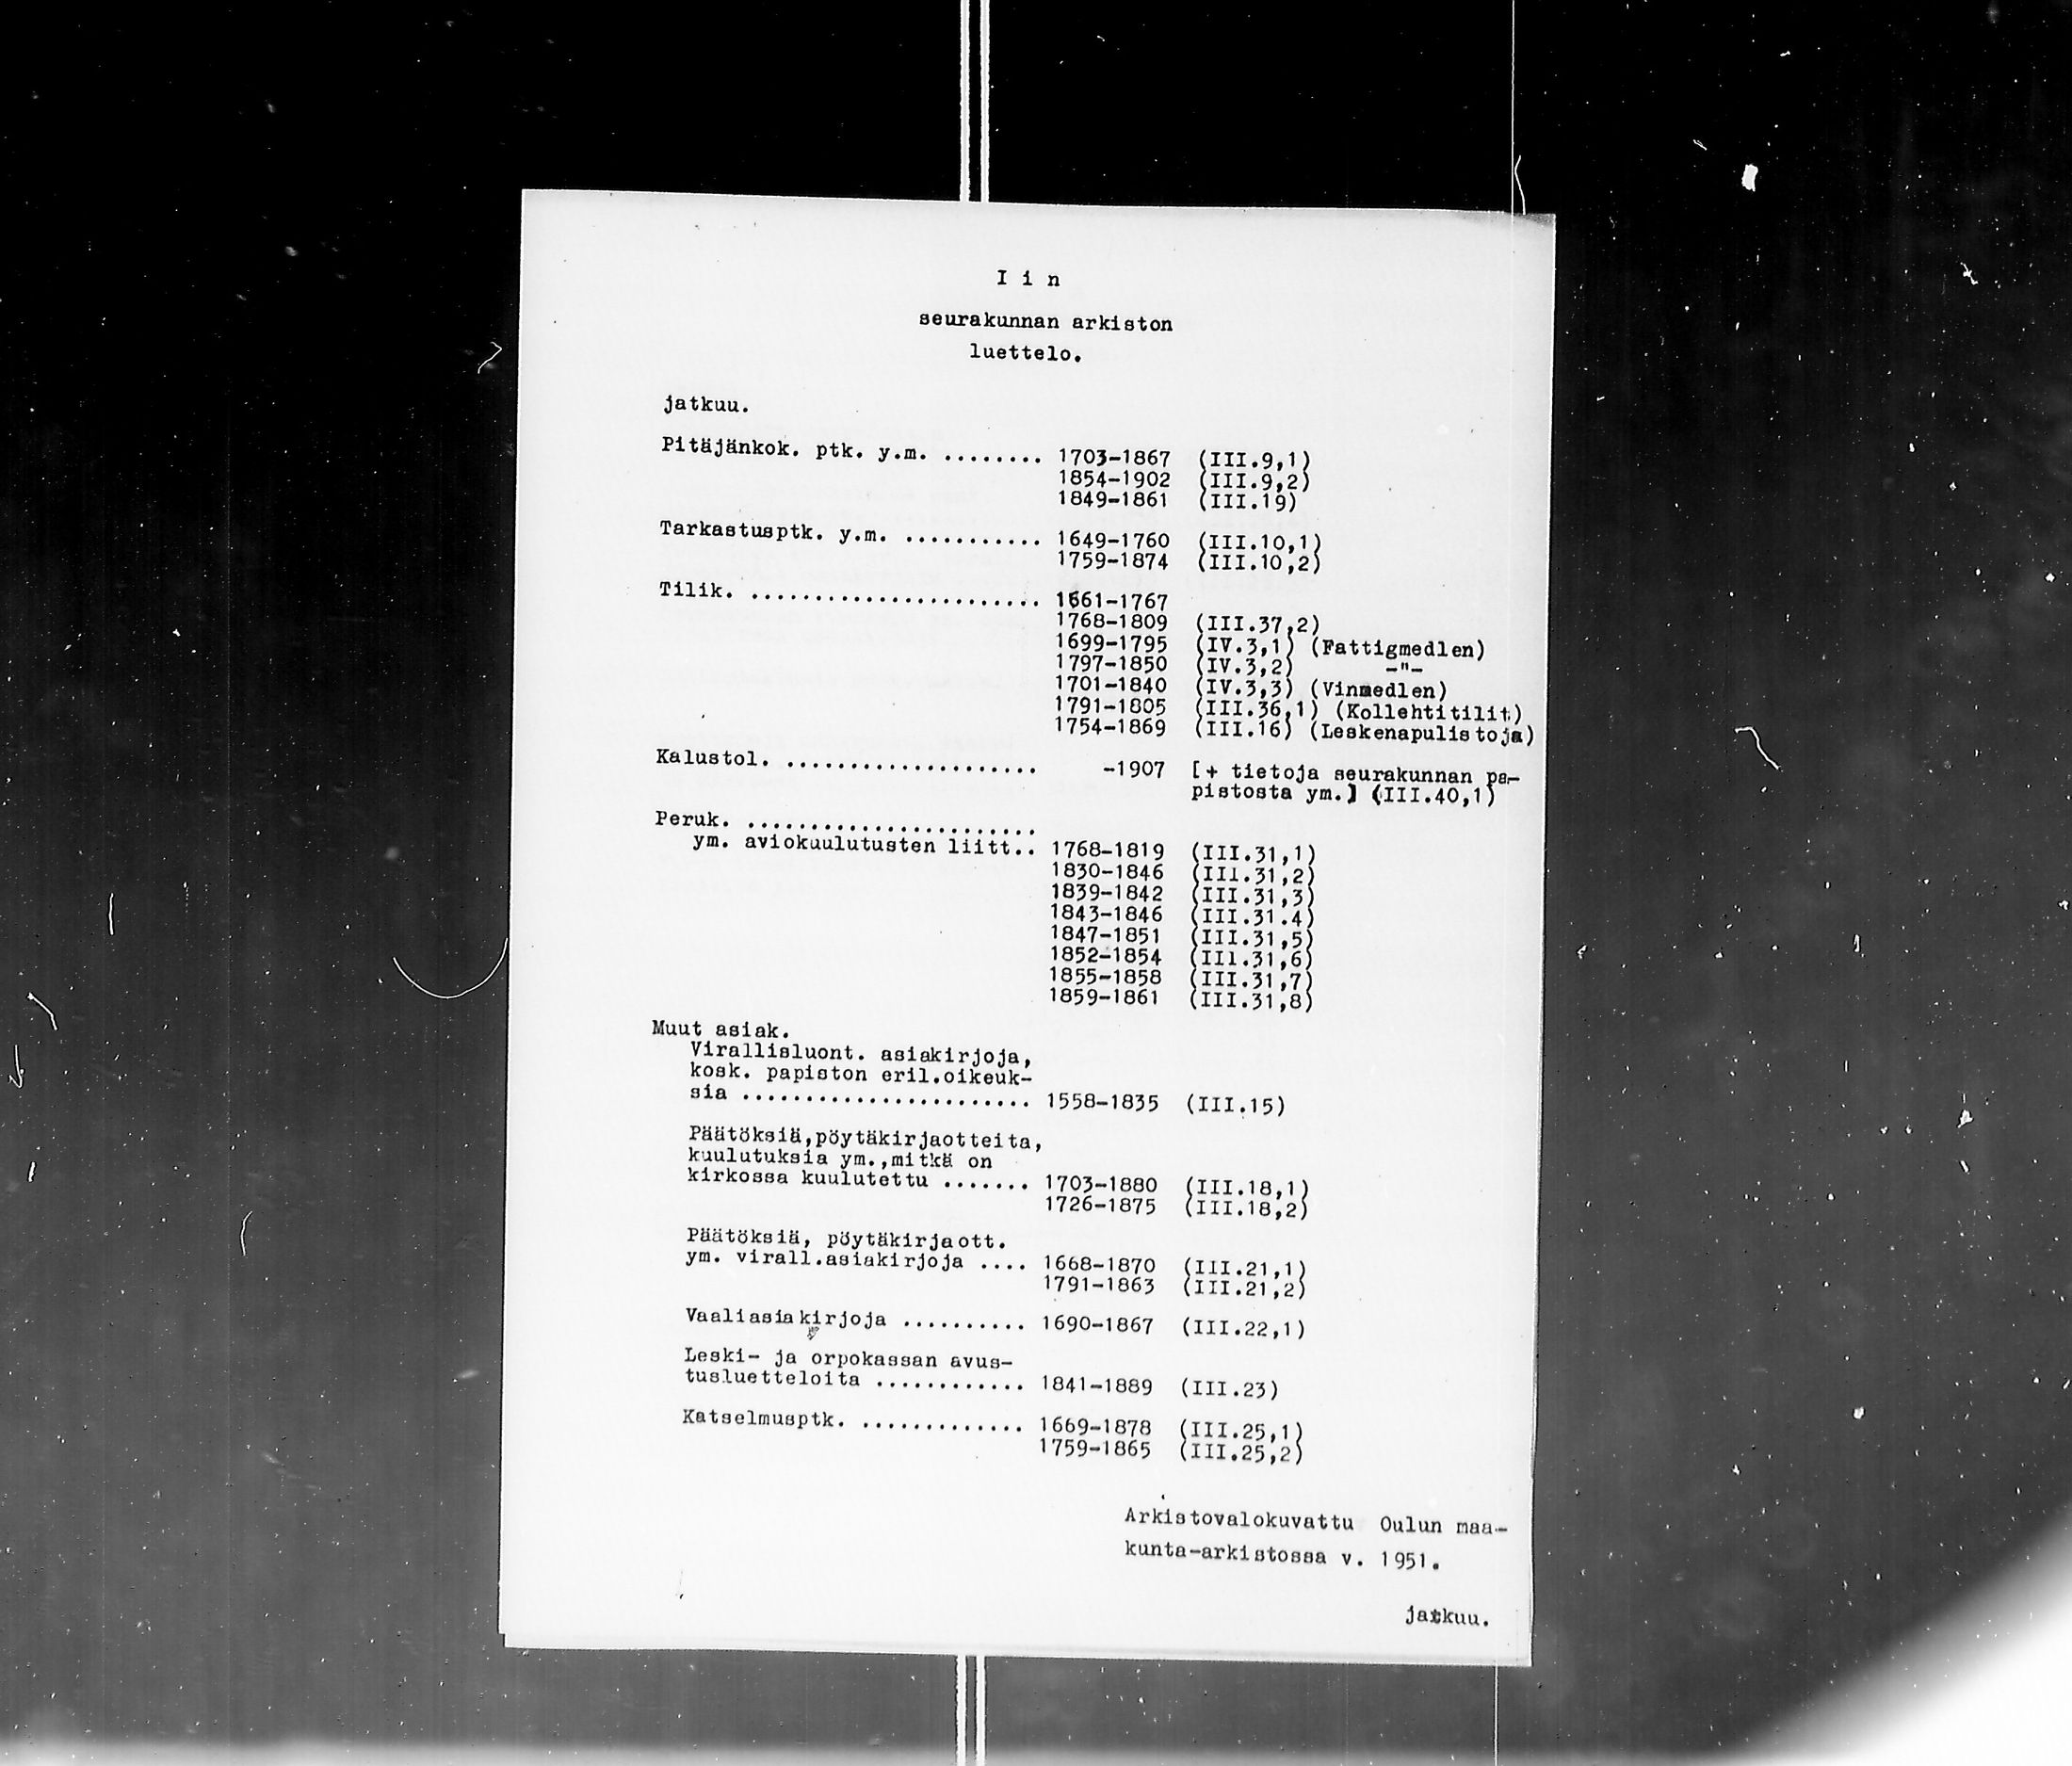 I i n
seurakunnan arkiston
luettelo.
jatkuu.
Pitäjänkok. ptk. y.m. ........ 1703-1867 (III.9,1)
1854-1902 (III.9,2)
1849-1861 (III.19)
Tarkastusptk. y.m. ........... 1649-1760 (III.10,1)
1759-1874 (III.10,2)
Tilik. ....................... 1661-1767
1768-1809 (III.37,2)
1699-1795 (IV.3,1) (Fattigmedlen)
1797-1850 (IV.3,2) -"-
1701-1840 (IV.3,3) (Vinmedlen)
1791-1805 (III.36,1) (Kollehtitilit)
1754-1869 (III.16) (Leskenapulistoja)
Kalustol. .................... -1907 [+ tietoja seurakunnan pa-
pistosta ym.] (III.40,1)
Peruk. .......................
ym. aviokuulutusten liitt.. 1768-1819 (III.31,1)
1830-1846 (III.31,2)
1839-1842 (III.31,3)
1843-1846 (III.31.4)
1847-1851 (III.31,5)
1852-1854 (III.31,6)
1855-1858 (III.31,7)
1859-1861 (III.31,8)
Muut asiak.
Virallisluont. asiakirjoja,
kosk. papiston eril.oikeuk-
sia ....................... 1558-1835 (III.15)
Päätöksiä,pöytäkirjaotteita,
kuulutuksia ym.,mitkä on
kirkossa kuulutettu ....... 1703-1880 (III.18,1)
1726-1875 (III.18,2)
Päätöksiä, pöytäkirjaott.
ym. virall.asiakirjoja .... 1668-1870 (III.21,1)
1791-1863 (III.21,2)
Vaaliasiakirjoja .......... 1690-1867 (III.22,1)
Leski- ja orpokassan avus-
tusluetteloita ............ 1841-1889 (III.23)
Katselmusptk. ............. 1669-1878 (III.25,1)
1759-1865 (III.25,2)
Arkistovalokuvattu Oulun maa-
kunta-arkistossa v. 1951.
jatkuu.